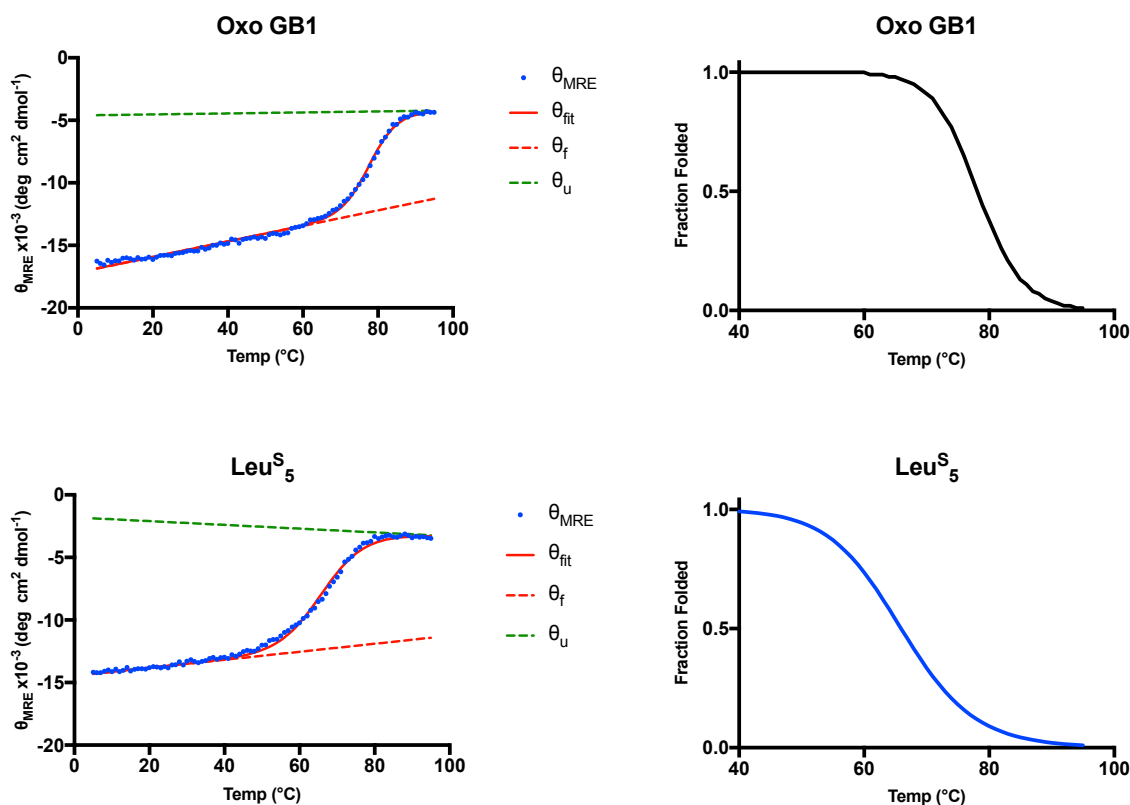 Oxo GB1
0
-5
-10
-15
-20
0
20
40
60
80
100
Temp (°C)
θMRE x10⁻³ (deg cm² dmol⁻¹)
θMRE
θfit
θf
θu
Oxo GB1
1.0
0.5
0.0
40
60
80
100
Temp (°C)
Fraction Folded
Leuˢ₅
0
-5
-10
-15
-20
0
20
40
60
80
100
Temp (°C)
θMRE x10⁻³ (deg cm² dmol⁻¹)
θMRE
θfit
θf
θu
Leuˢ₅
1.0
0.5
0.0
40
60
80
100
Temp (°C)
Fraction Folded